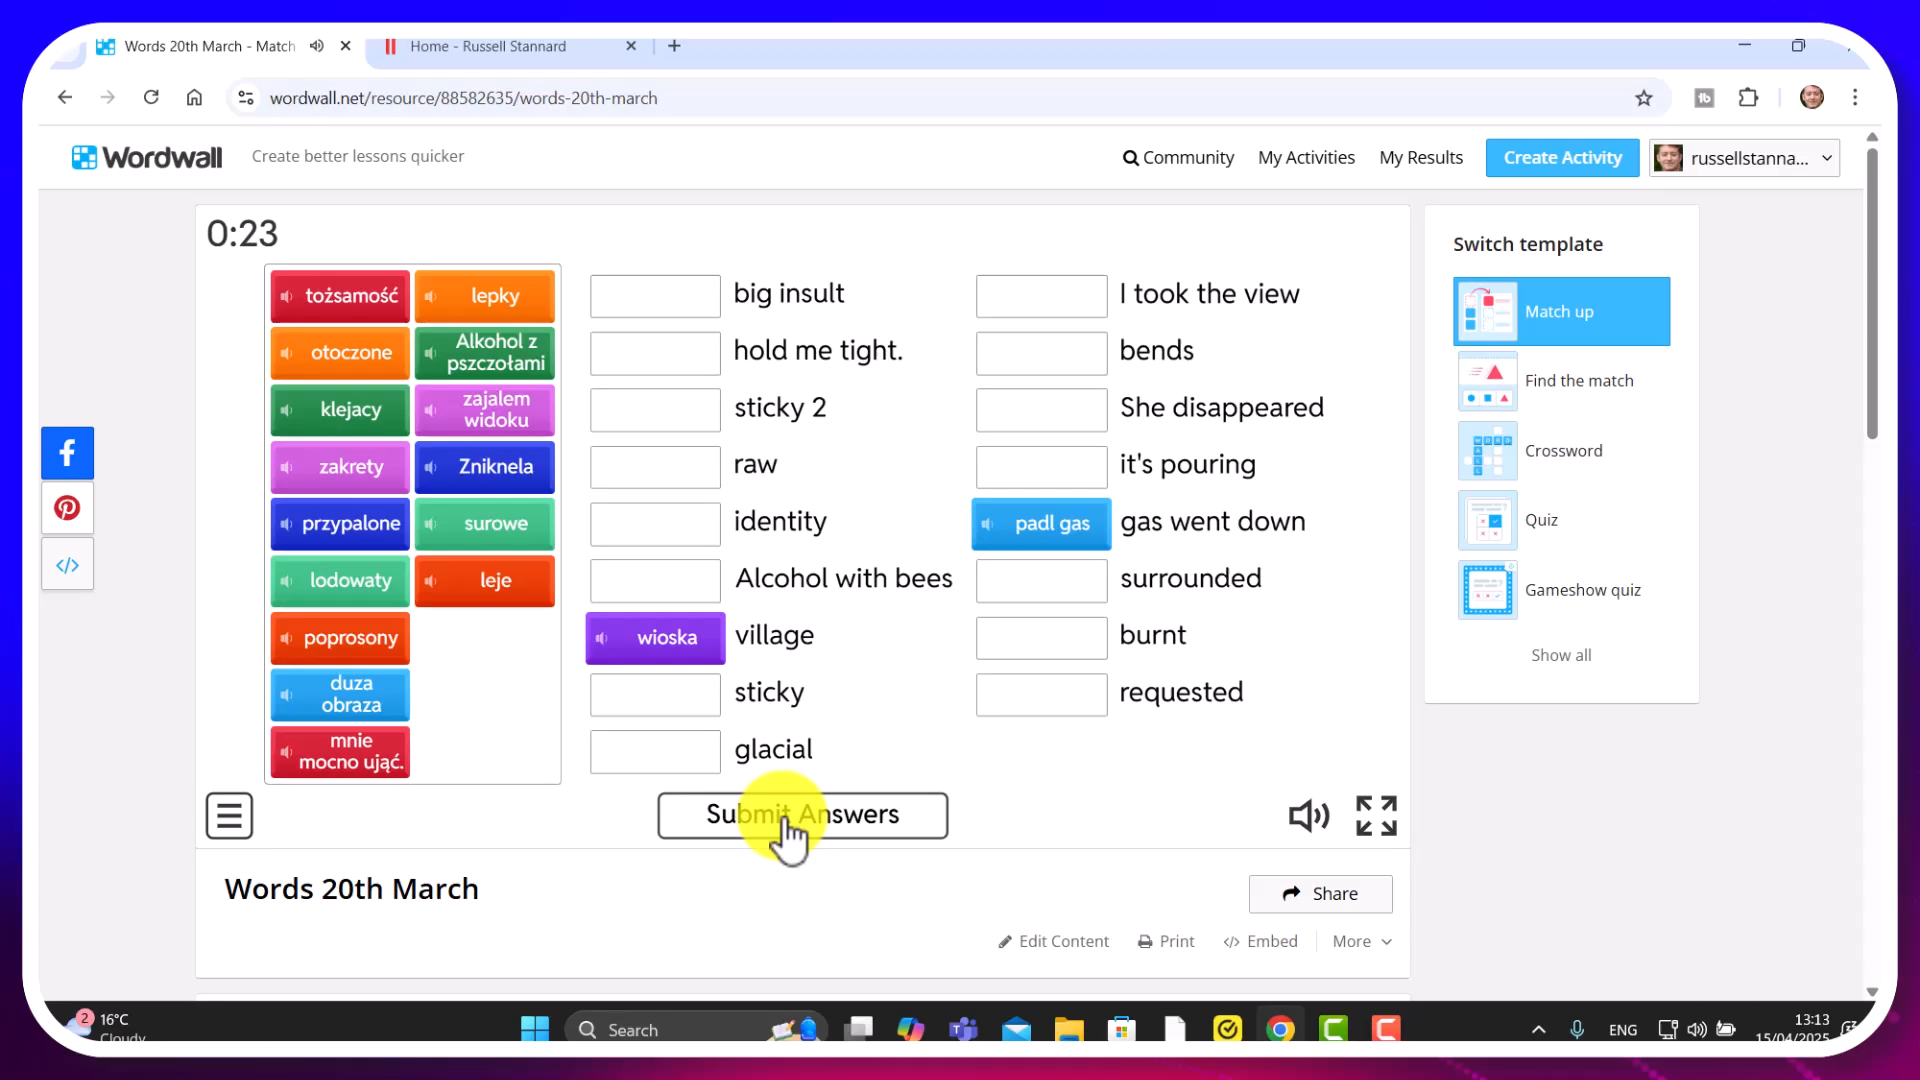 Words 20th March - Match
Home - Russell Stannard
wordwall.net/resource/88582635/words-20th-march
Wordwall
Create better lessons quicker
Community
My Activities
My Results
Create Activity
russellstanna...
0:23
tożsamość
lepky
otoczone
Alkohol z
pszczołami
klejacy
zajalem
widoku
zakrety
Zniknela
przypalone
surowe
lodowaty
leje
poprosony
duza
obraza
mnie
mocno ująć.
big insult
hold me tight.
sticky 2
raw
identity
Alcohol with bees
wioska
village
sticky
glacial
I took the view
bends
She disappeared
it's pouring
padl gas
gas went down
surrounded
burnt
requested
Submit Answers
Switch template
Match up
Find the match
Crossword
Quiz
Gameshow quiz
Show all
Words 20th March
Share
Edit Content
Print
Embed
More
2
16°C
Cloudy
Search
ENG
13:13
15/04/2025